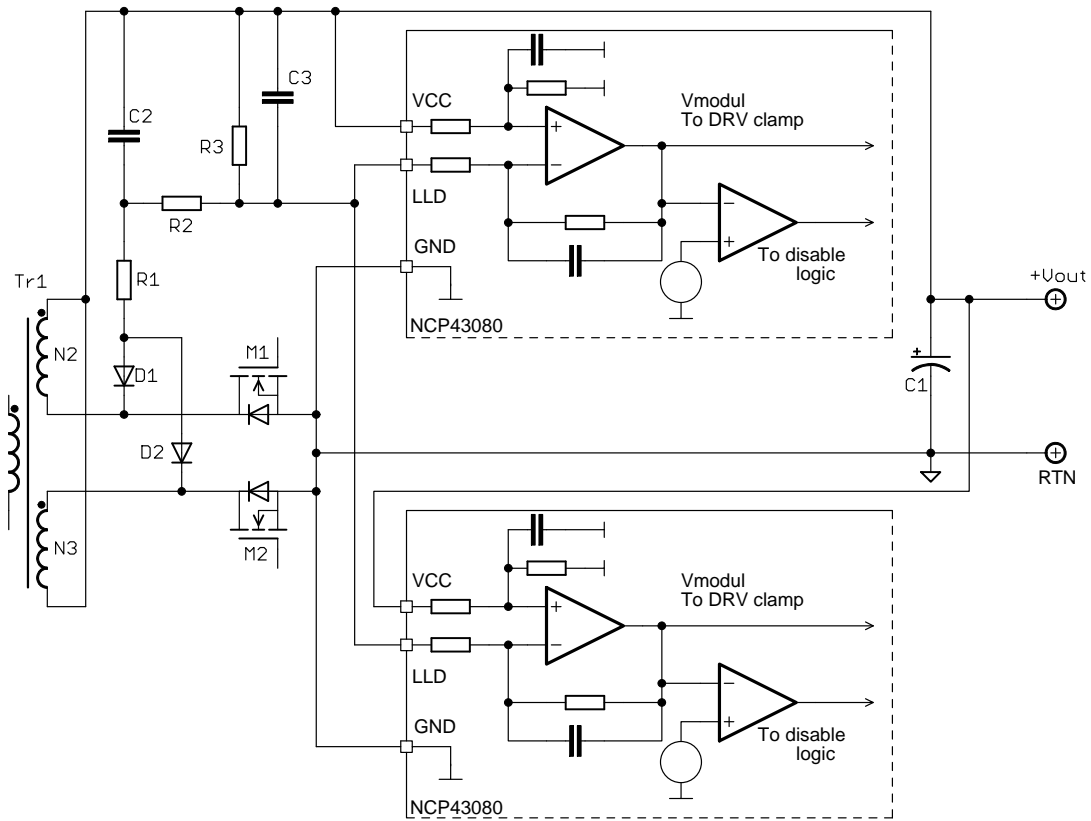 C2
R3
C3
R2
R1
Tr1
N2
D1
M1
D2
N3
M2
VCC
LLD
GND
NCP43080
+
−
Vmodul
To DRV clamp
−
+
To disable
logic
+Vout
+
C1
RTN
VCC
LLD
GND
NCP43080
+
−
Vmodul
To DRV clamp
−
+
To disable
logic